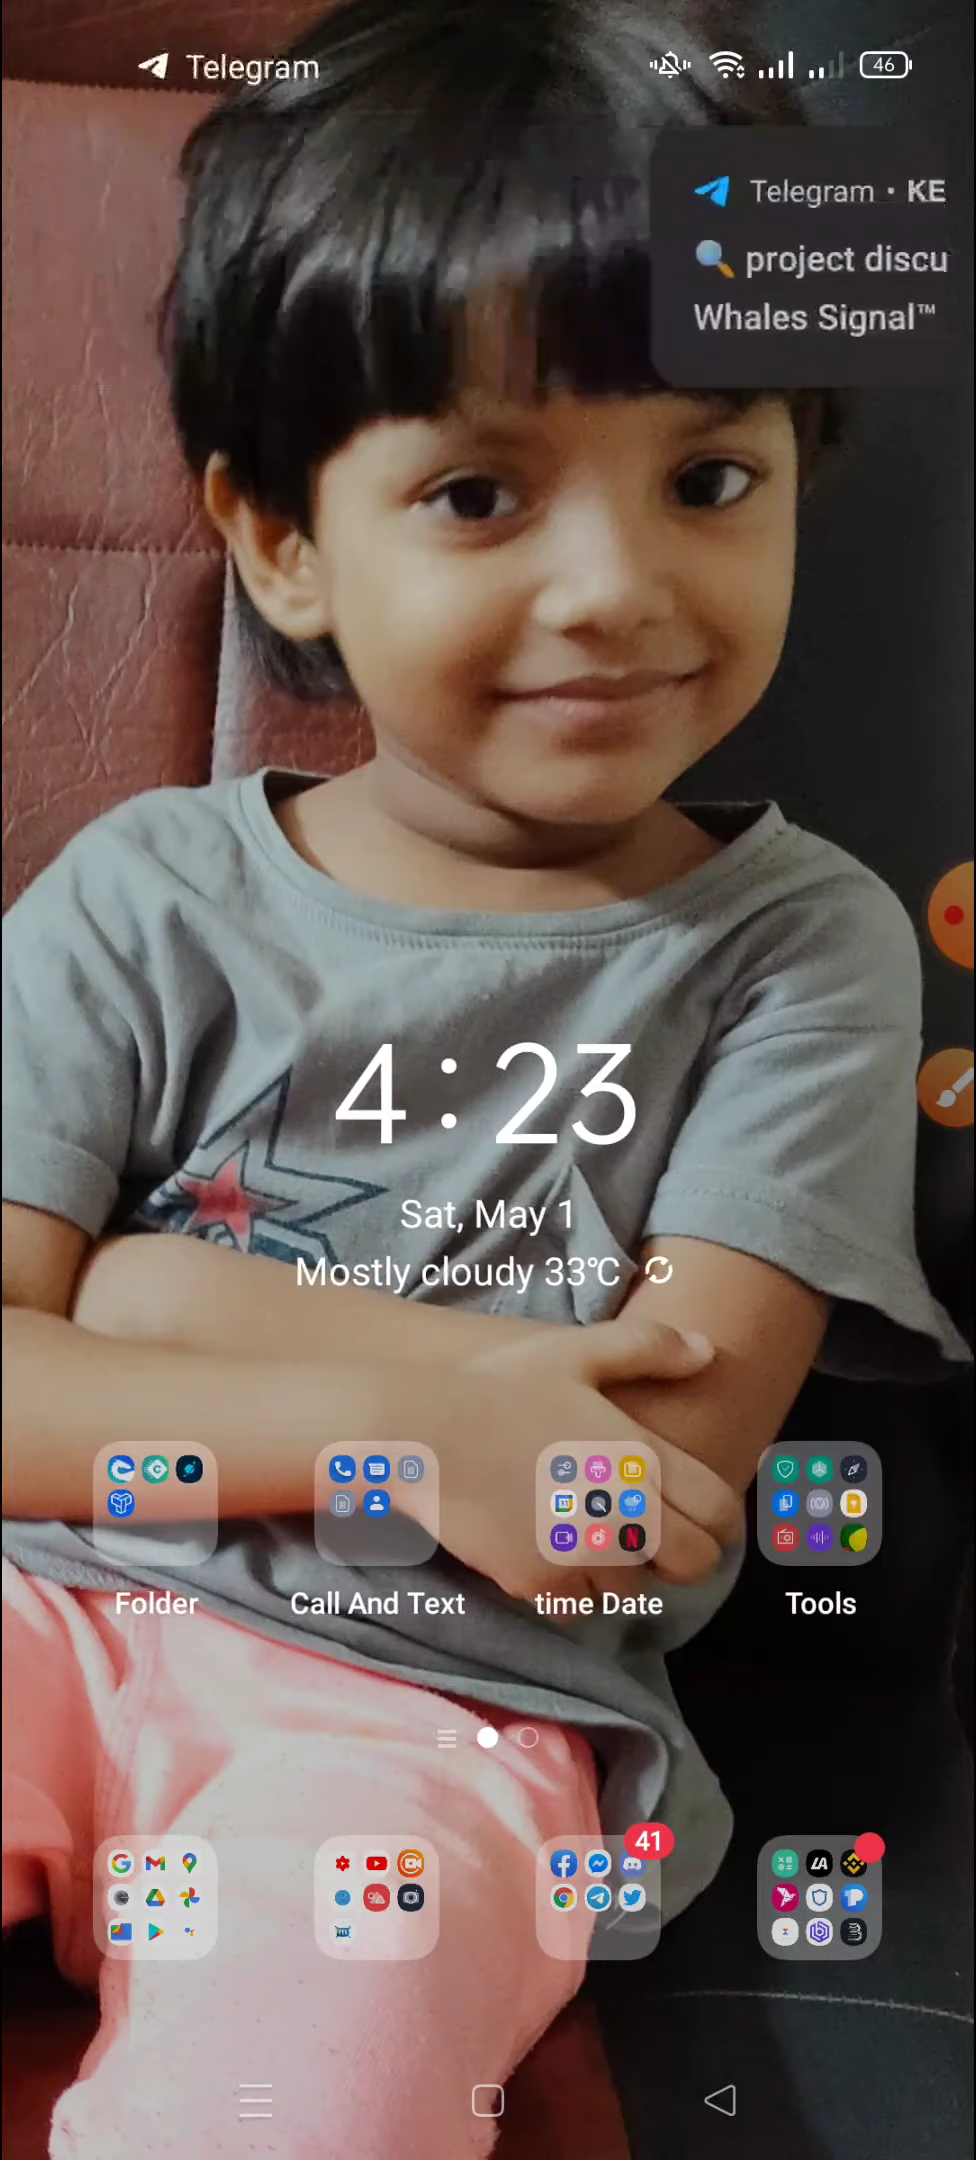 Telegram
46
Telegram • KE
project discu
Whales Signal™
4:23
Sat, May 1
Mostly cloudy 33°C
Folder
Call And Text
time Date
Tools
41